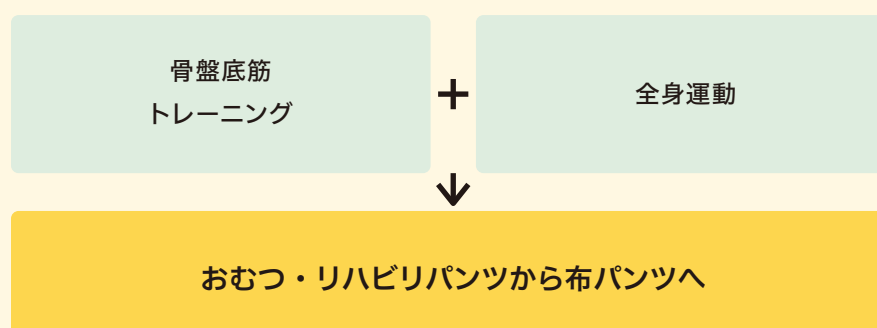 骨盤底筋
トレーニング
+
全身運動
↓
おむつ・リハビリパンツから布パンツへ